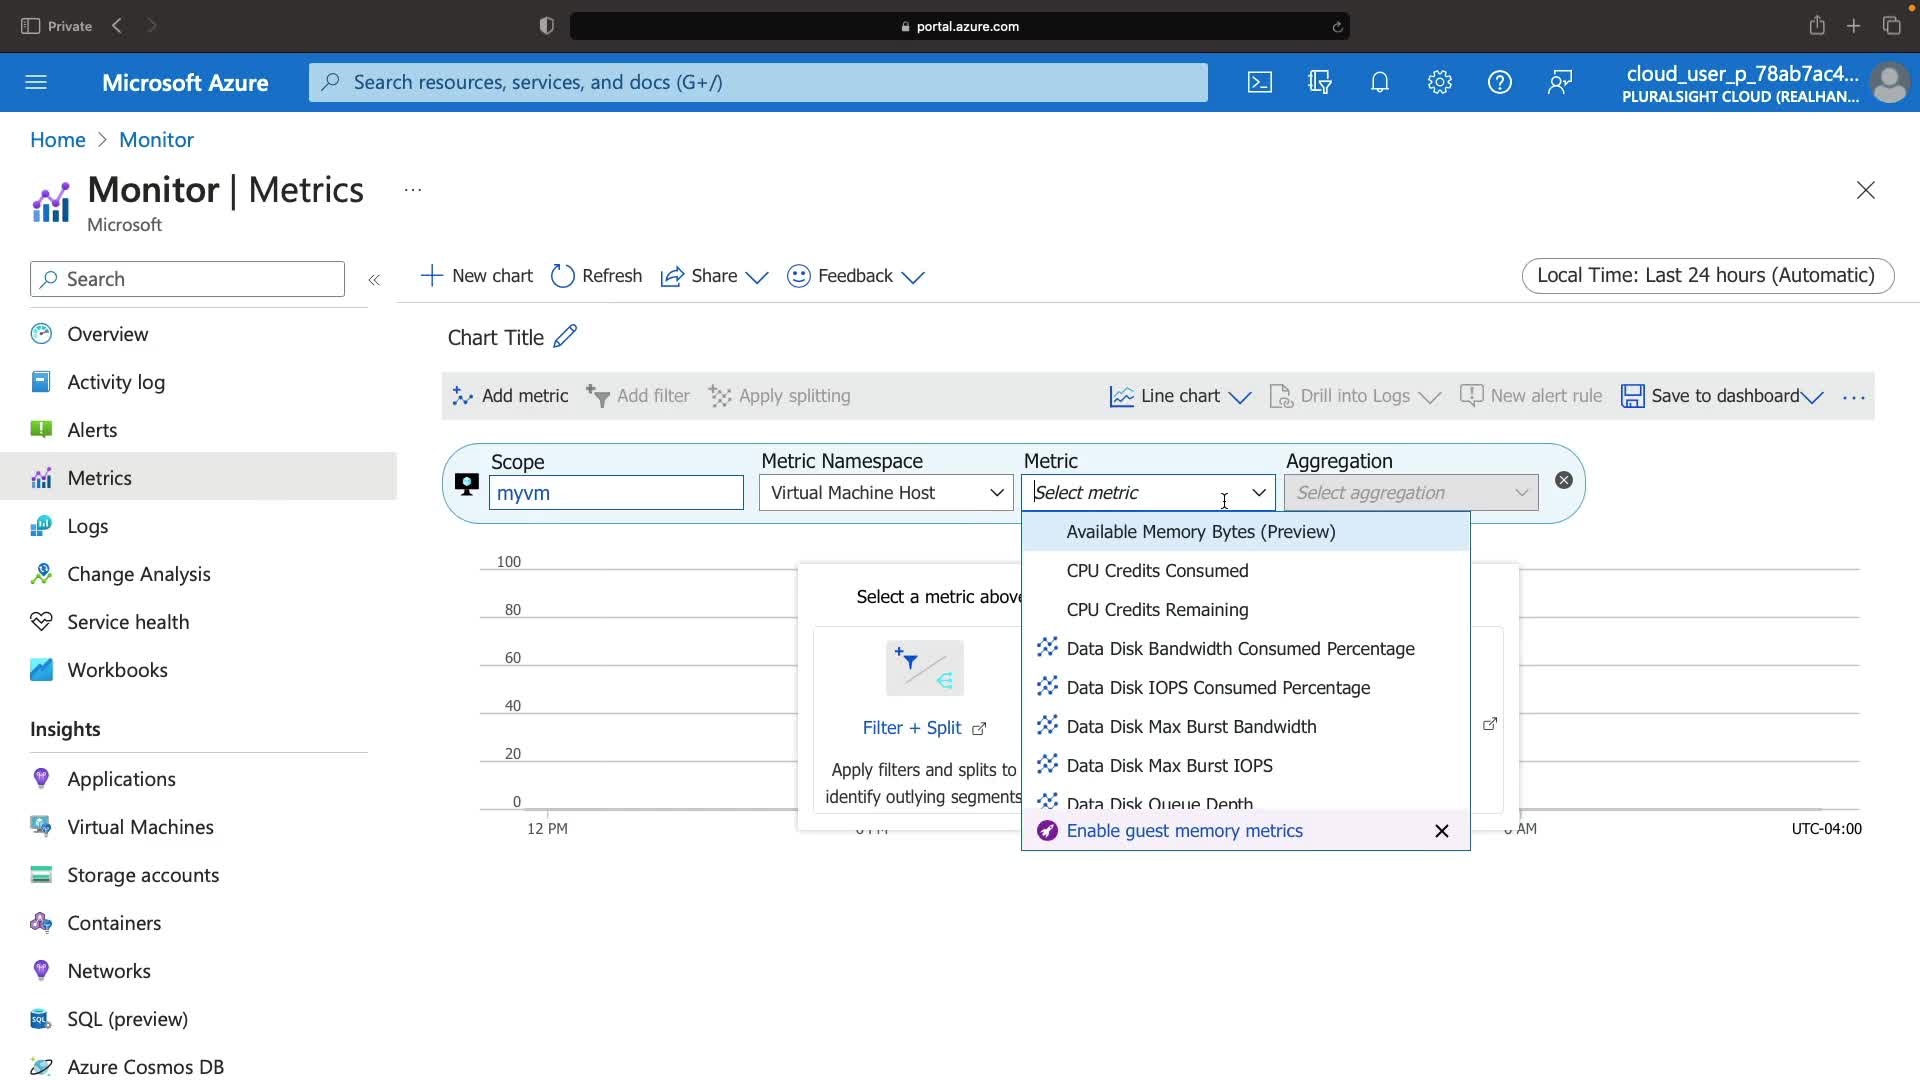 Private
portal.azure.com
Microsoft Azure
Search resources, services, and docs (G+/)
cloud_user_p_78ab7ac4...
PLURALSIGHT CLOUD (REALHAN...
Home > Monitor
Monitor | Metrics ...
Microsoft
Search
«
New chart
Refresh
Share
Feedback
Local Time: Last 24 hours (Automatic)
Overview
Activity log
Alerts
Metrics
Logs
Change Analysis
Service health
Workbooks
Insights
Applications
Virtual Machines
Storage accounts
Containers
Networks
SQL (preview)
Azure Cosmos DB
Chart Title
Add metric
Add filter
Apply splitting
Line chart
Drill into Logs
New alert rule
Save to dashboard
...
Scope
myvm
Metric Namespace
Virtual Machine Host
Metric
Select metric
Aggregation
Select aggregation
Available Memory Bytes (Preview)
CPU Credits Consumed
CPU Credits Remaining
Data Disk Bandwidth Consumed Percentage
Data Disk IOPS Consumed Percentage
Data Disk Max Burst Bandwidth
Data Disk Max Burst IOPS
Data Disk Queue Depth
Enable guest memory metrics
100
80
60
40
20
0
Select a metric above
Filter + Split
Apply filters and splits to
identify outlying segments
12 PM
AM
UTC-04:00